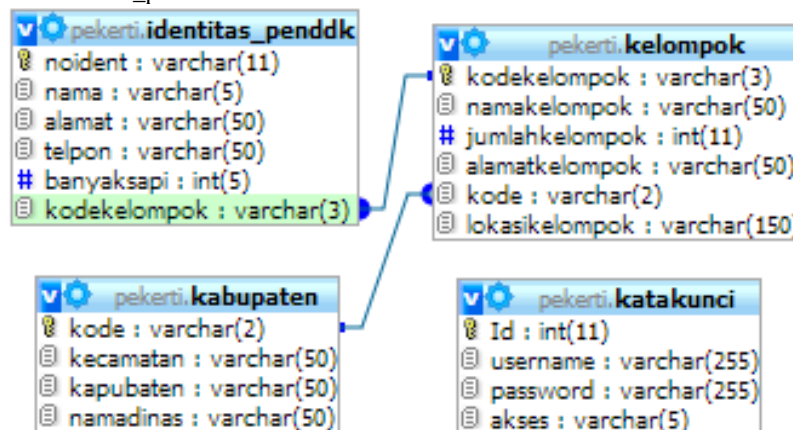 pekerti.identitas_penddk
noident : varchar(11)
nama : varchar(5)
alamat : varchar(50)
telpon : varchar(50)
# banyaksapi : int(5)
kodekelompok : varchar(3)
pekerti.kelompok
kodekelompok : varchar(3)
namakelompok : varchar(50)
# jumlahkelompok : int(11)
alamatkelompok : varchar(50)
kode : varchar(2)
lokasikelompok : varchar(150)
pekerti.kabupaten
kode : varchar(2)
kecamatan : varchar(50)
kapubaten : varchar(50)
namadinas : varchar(50)
pekerti.katakunci
Id : int(11)
username : varchar(255)
password : varchar(255)
akses : varchar(5)